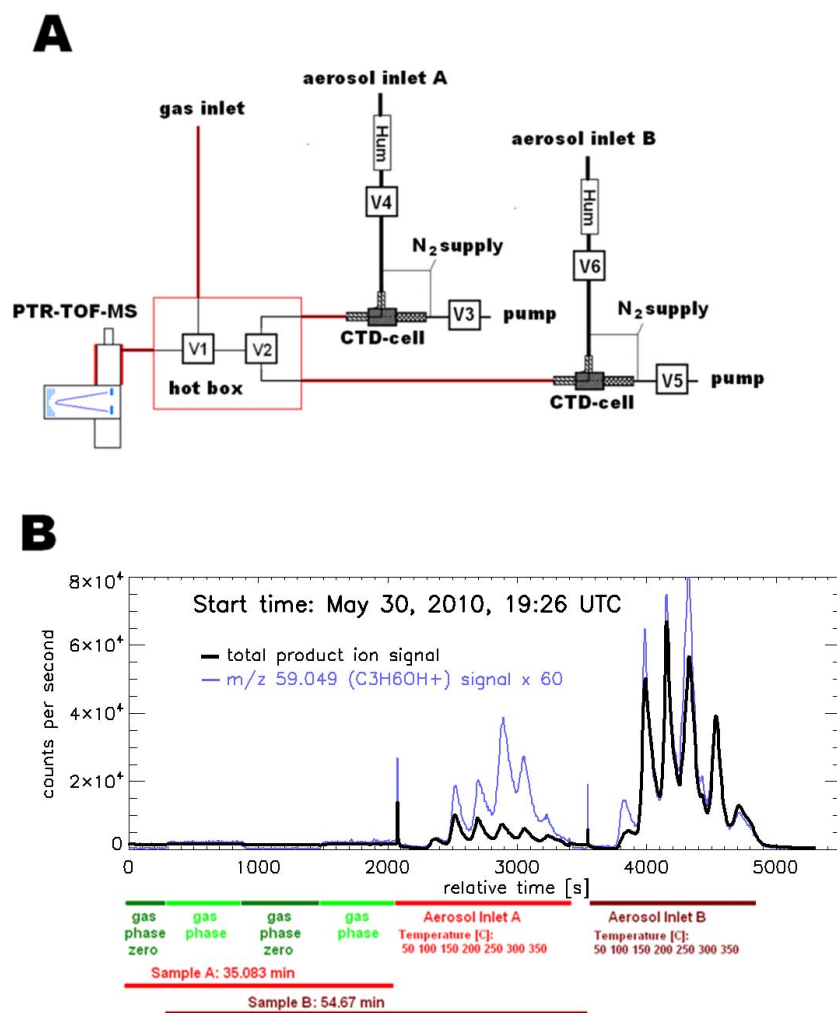 A
aerosol inlet A
gas inlet
aerosol inlet B
Hum
Hum
V4
N2 supply
V6
PTR-TOF-MS
N2 supply
V3
pump
V1
V2
CTD-cell
hot box
V5
pump
CTD-cell
B
8×10⁴
Start time: May 30, 2010, 19:26 UTC
6×10⁴
total product ion signal
m/z 59.049 (C3H6OH+) signal x 60
4×10⁴
counts per second
2×10⁴
0
0 1000 2000 3000 4000 5000
relative time [s]
gas phase zero
gas phase
gas phase zero
gas phase
Aerosol Inlet A
Temperature [C]:
50 100 150 200 250 300 350
Aerosol Inlet B
Temperature [C]:
50 100 150 200 250 300 350
Sample A: 35.083 min
Sample B: 54.67 min